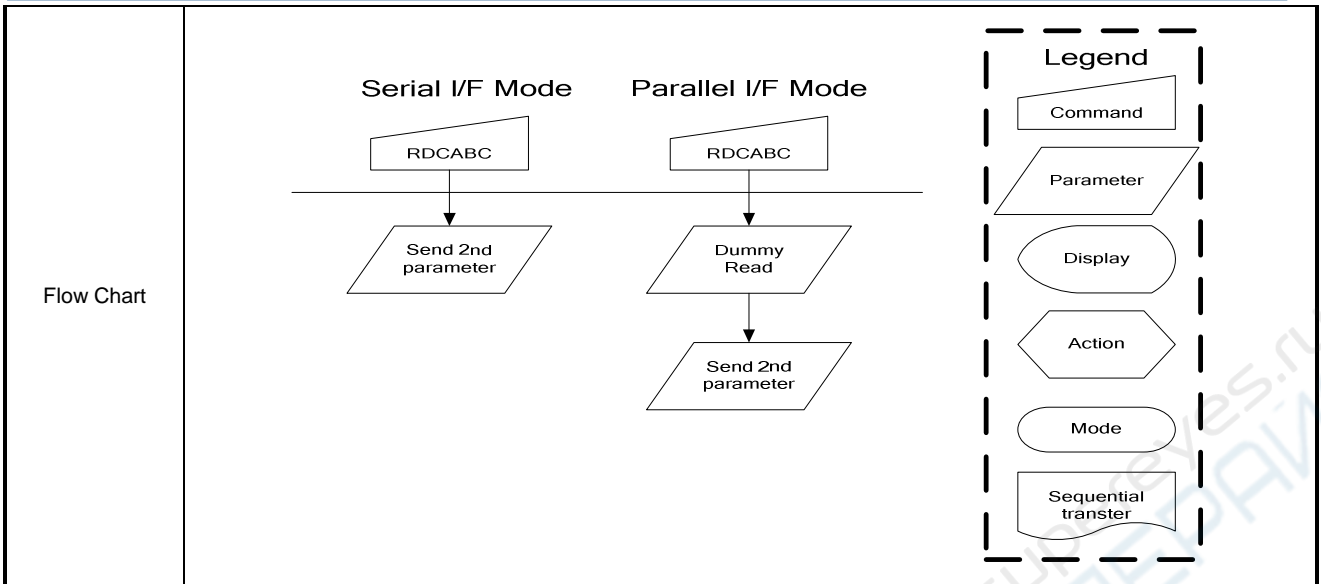 Flow Chart
Serial I/F Mode
RDCABC
Send 2nd
parameter
Parallel I/F Mode
RDCABC
Dummy
Read
Send 2nd
parameter
Legend
Command
Parameter
Display
Action
Mode
Sequential
transter